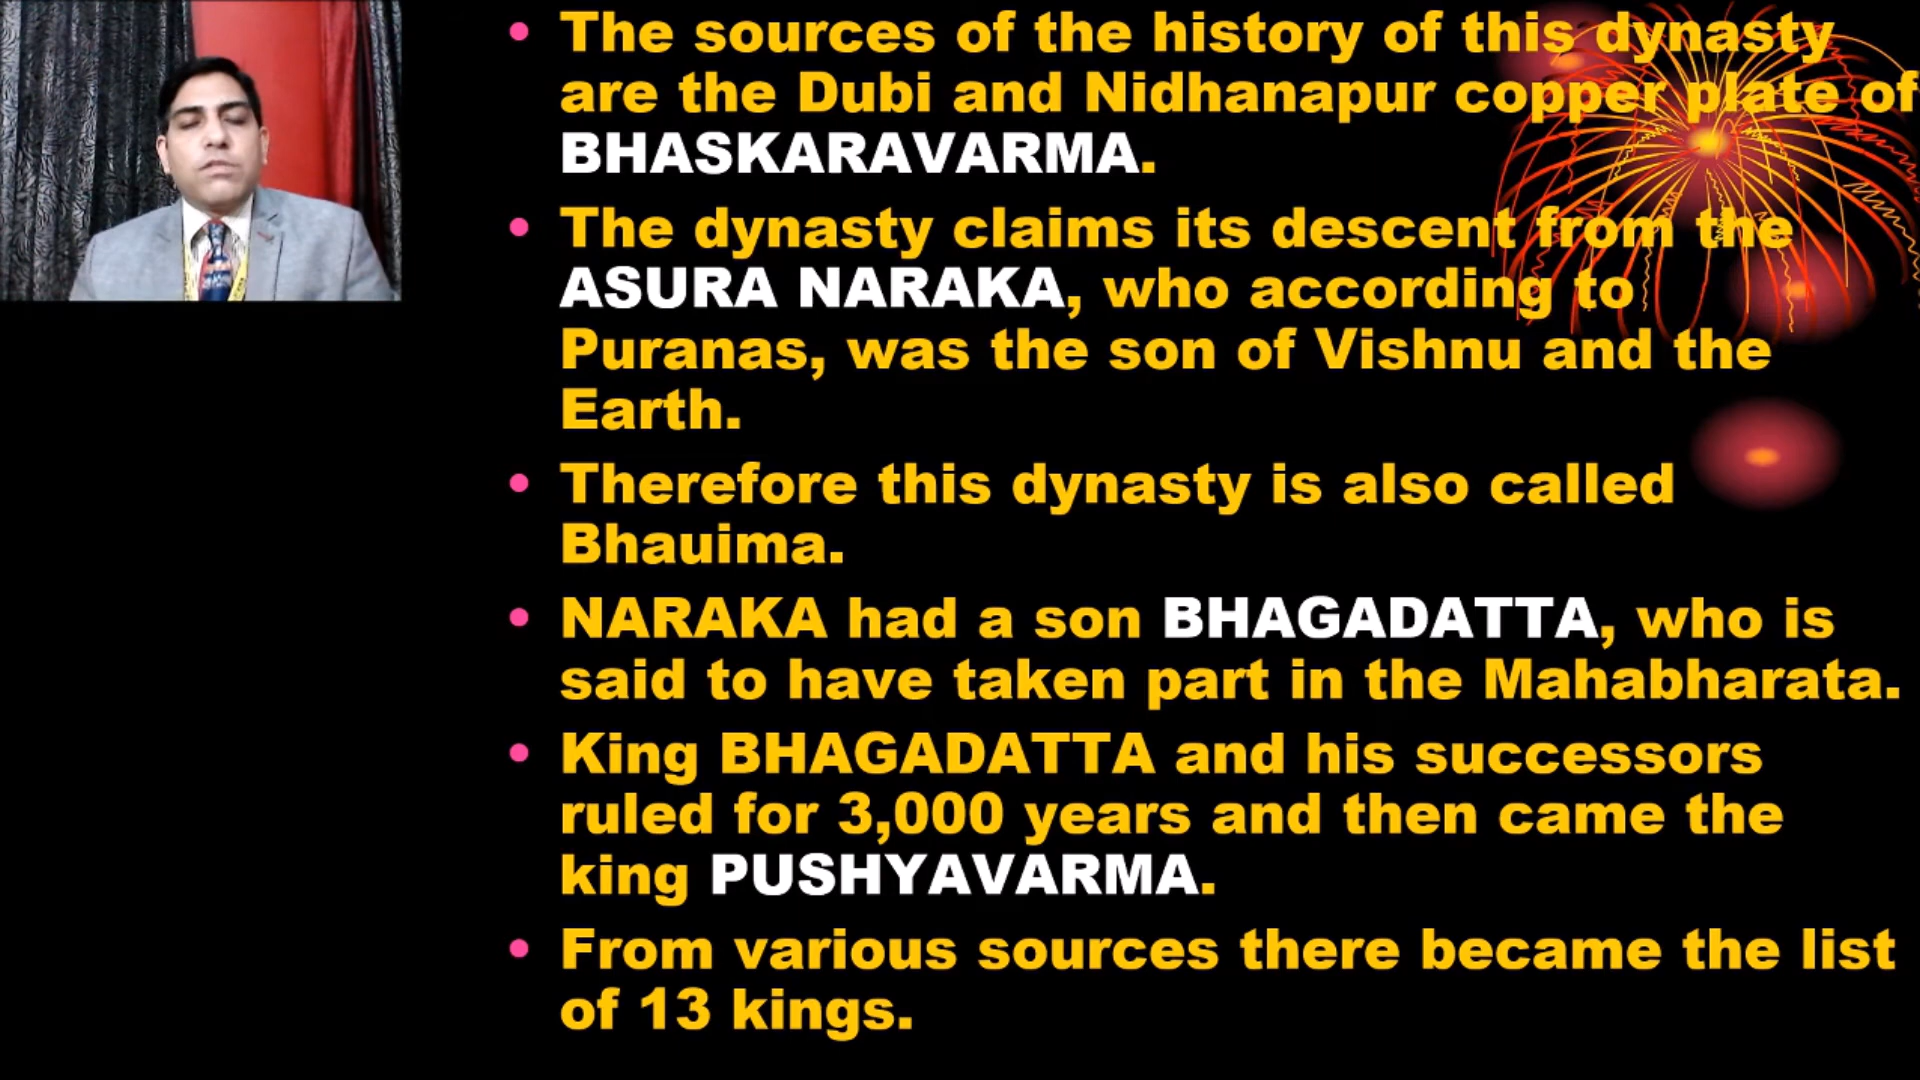 • The sources of the history of this dynasty
are the Dubi and Nidhanapur copper plate of
BHASKARAVARMA.
• The dynasty claims its descent from the
ASURA NARAKA, who according to
Puranas, was the son of Vishnu and the
Earth.
• Therefore this dynasty is also called
Bhauima.
• NARAKA had a son BHAGADATTA, who is
said to have taken part in the Mahabharata.
• King BHAGADATTA and his successors
ruled for 3,000 years and then came the
king PUSHYAVARMA.
• From various sources there became the list
of 13 kings.